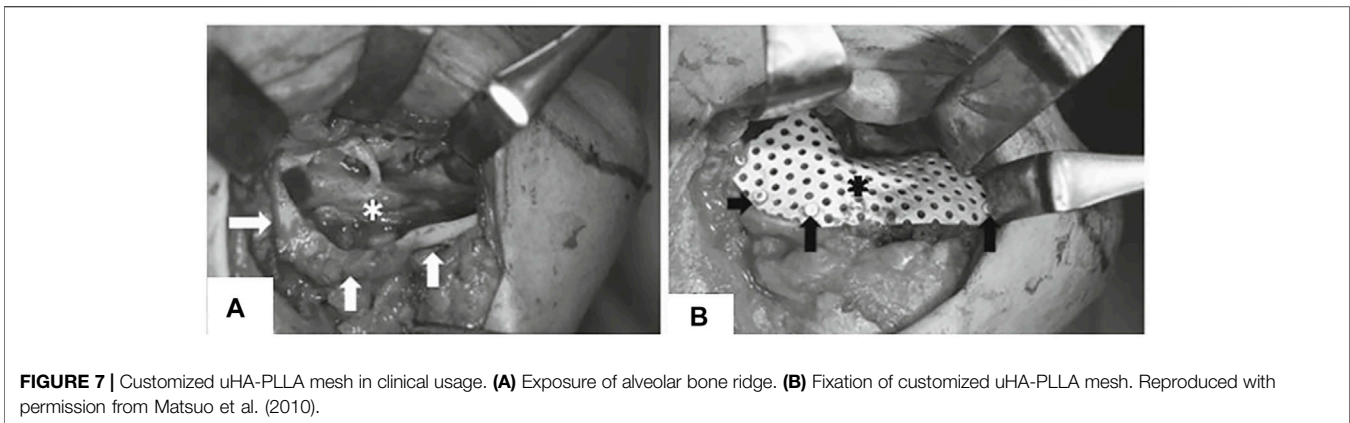 A
B
FIGURE 7 | Customized uHA-PLLA mesh in clinical usage. (A) Exposure of alveolar bone ridge. (B) Fixation of customized uHA-PLLA mesh. Reproduced with
permission from Matsuo et al. (2010).